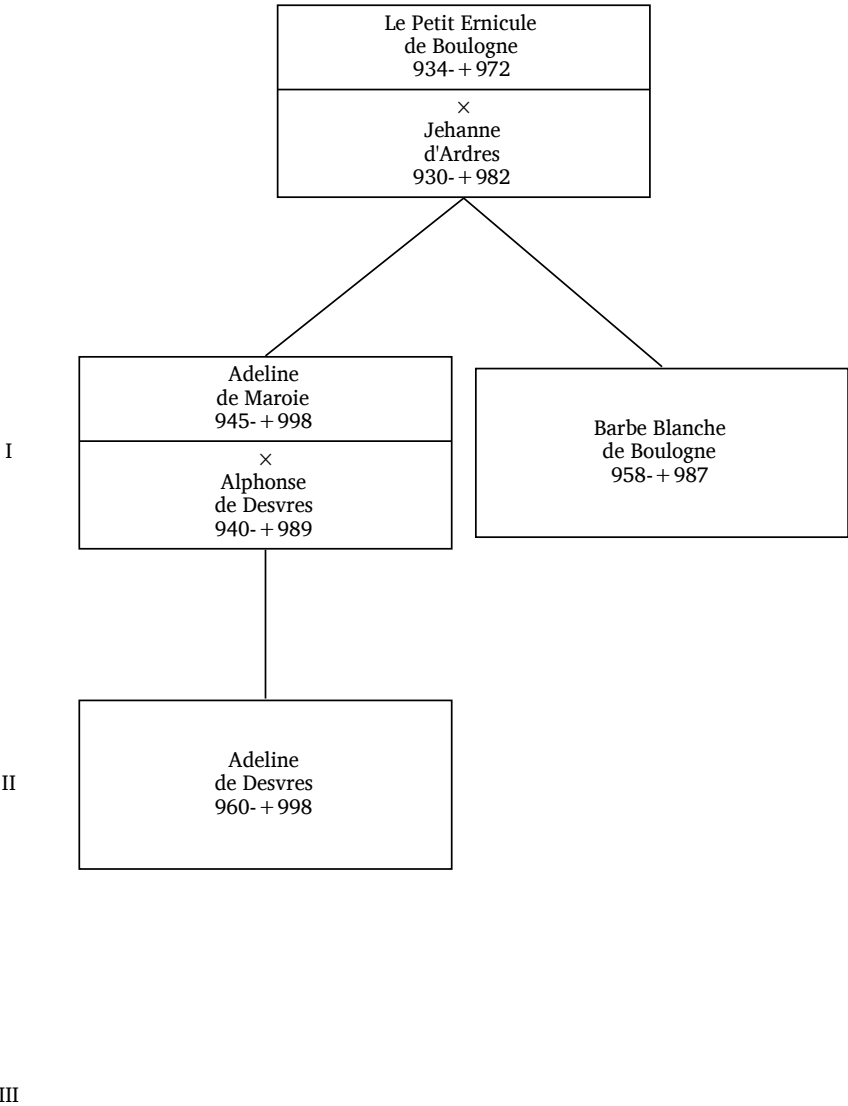 Le Petit Ernicule
de Boulogne
934-+972
×
Jehanne
d'Ardres
930-+982
Adeline
de Maroie
945-+998
×
Alphonse
de Desvres
940-+989
Barbe Blanche
de Boulogne
958-+987
I
Adeline
de Desvres
960-+998
II
III